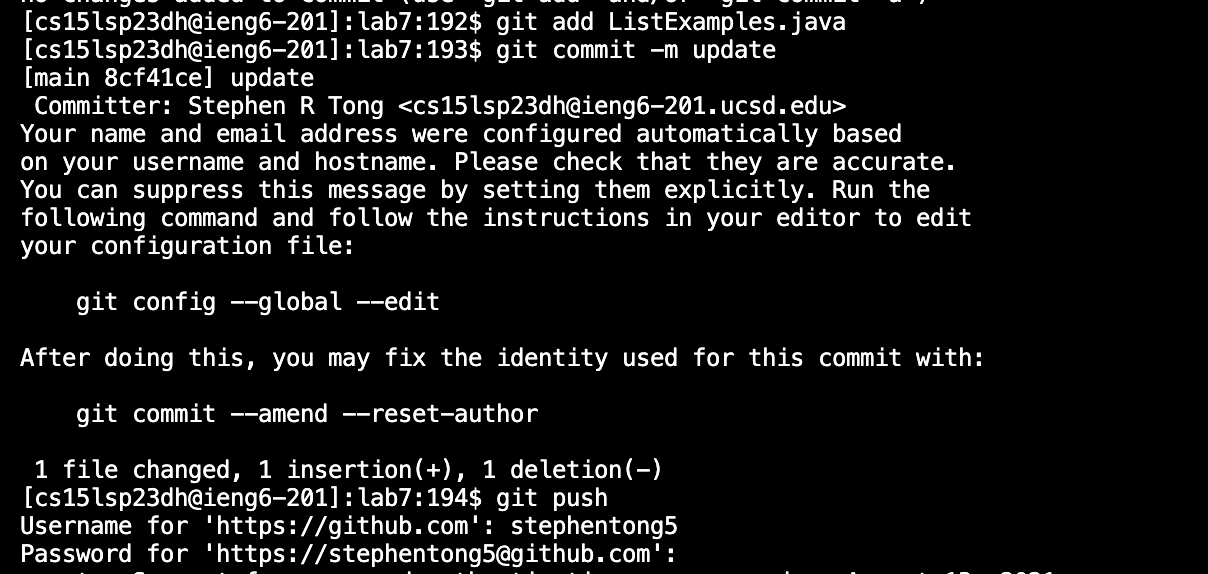 [cs15lsp23dh@ieng6-201]:lab7:192$ git add ListExamples.java
[cs15lsp23dh@ieng6-201]:lab7:193$ git commit -m update
[main 8cf41ce] update
 Committer: Stephen R Tong <cs15lsp23dh@ieng6-201.ucsd.edu>
Your name and email address were configured automatically based
on your username and hostname. Please check that they are accurate.
You can suppress this message by setting them explicitly. Run the
following command and follow the instructions in your editor to edit
your configuration file:

    git config --global --edit

After doing this, you may fix the identity used for this commit with:

    git commit --amend --reset-author

 1 file changed, 1 insertion(+), 1 deletion(-)
[cs15lsp23dh@ieng6-201]:lab7:194$ git push
Username for 'https://github.com': stephentong5
Password for 'https://stephentong5@github.com':